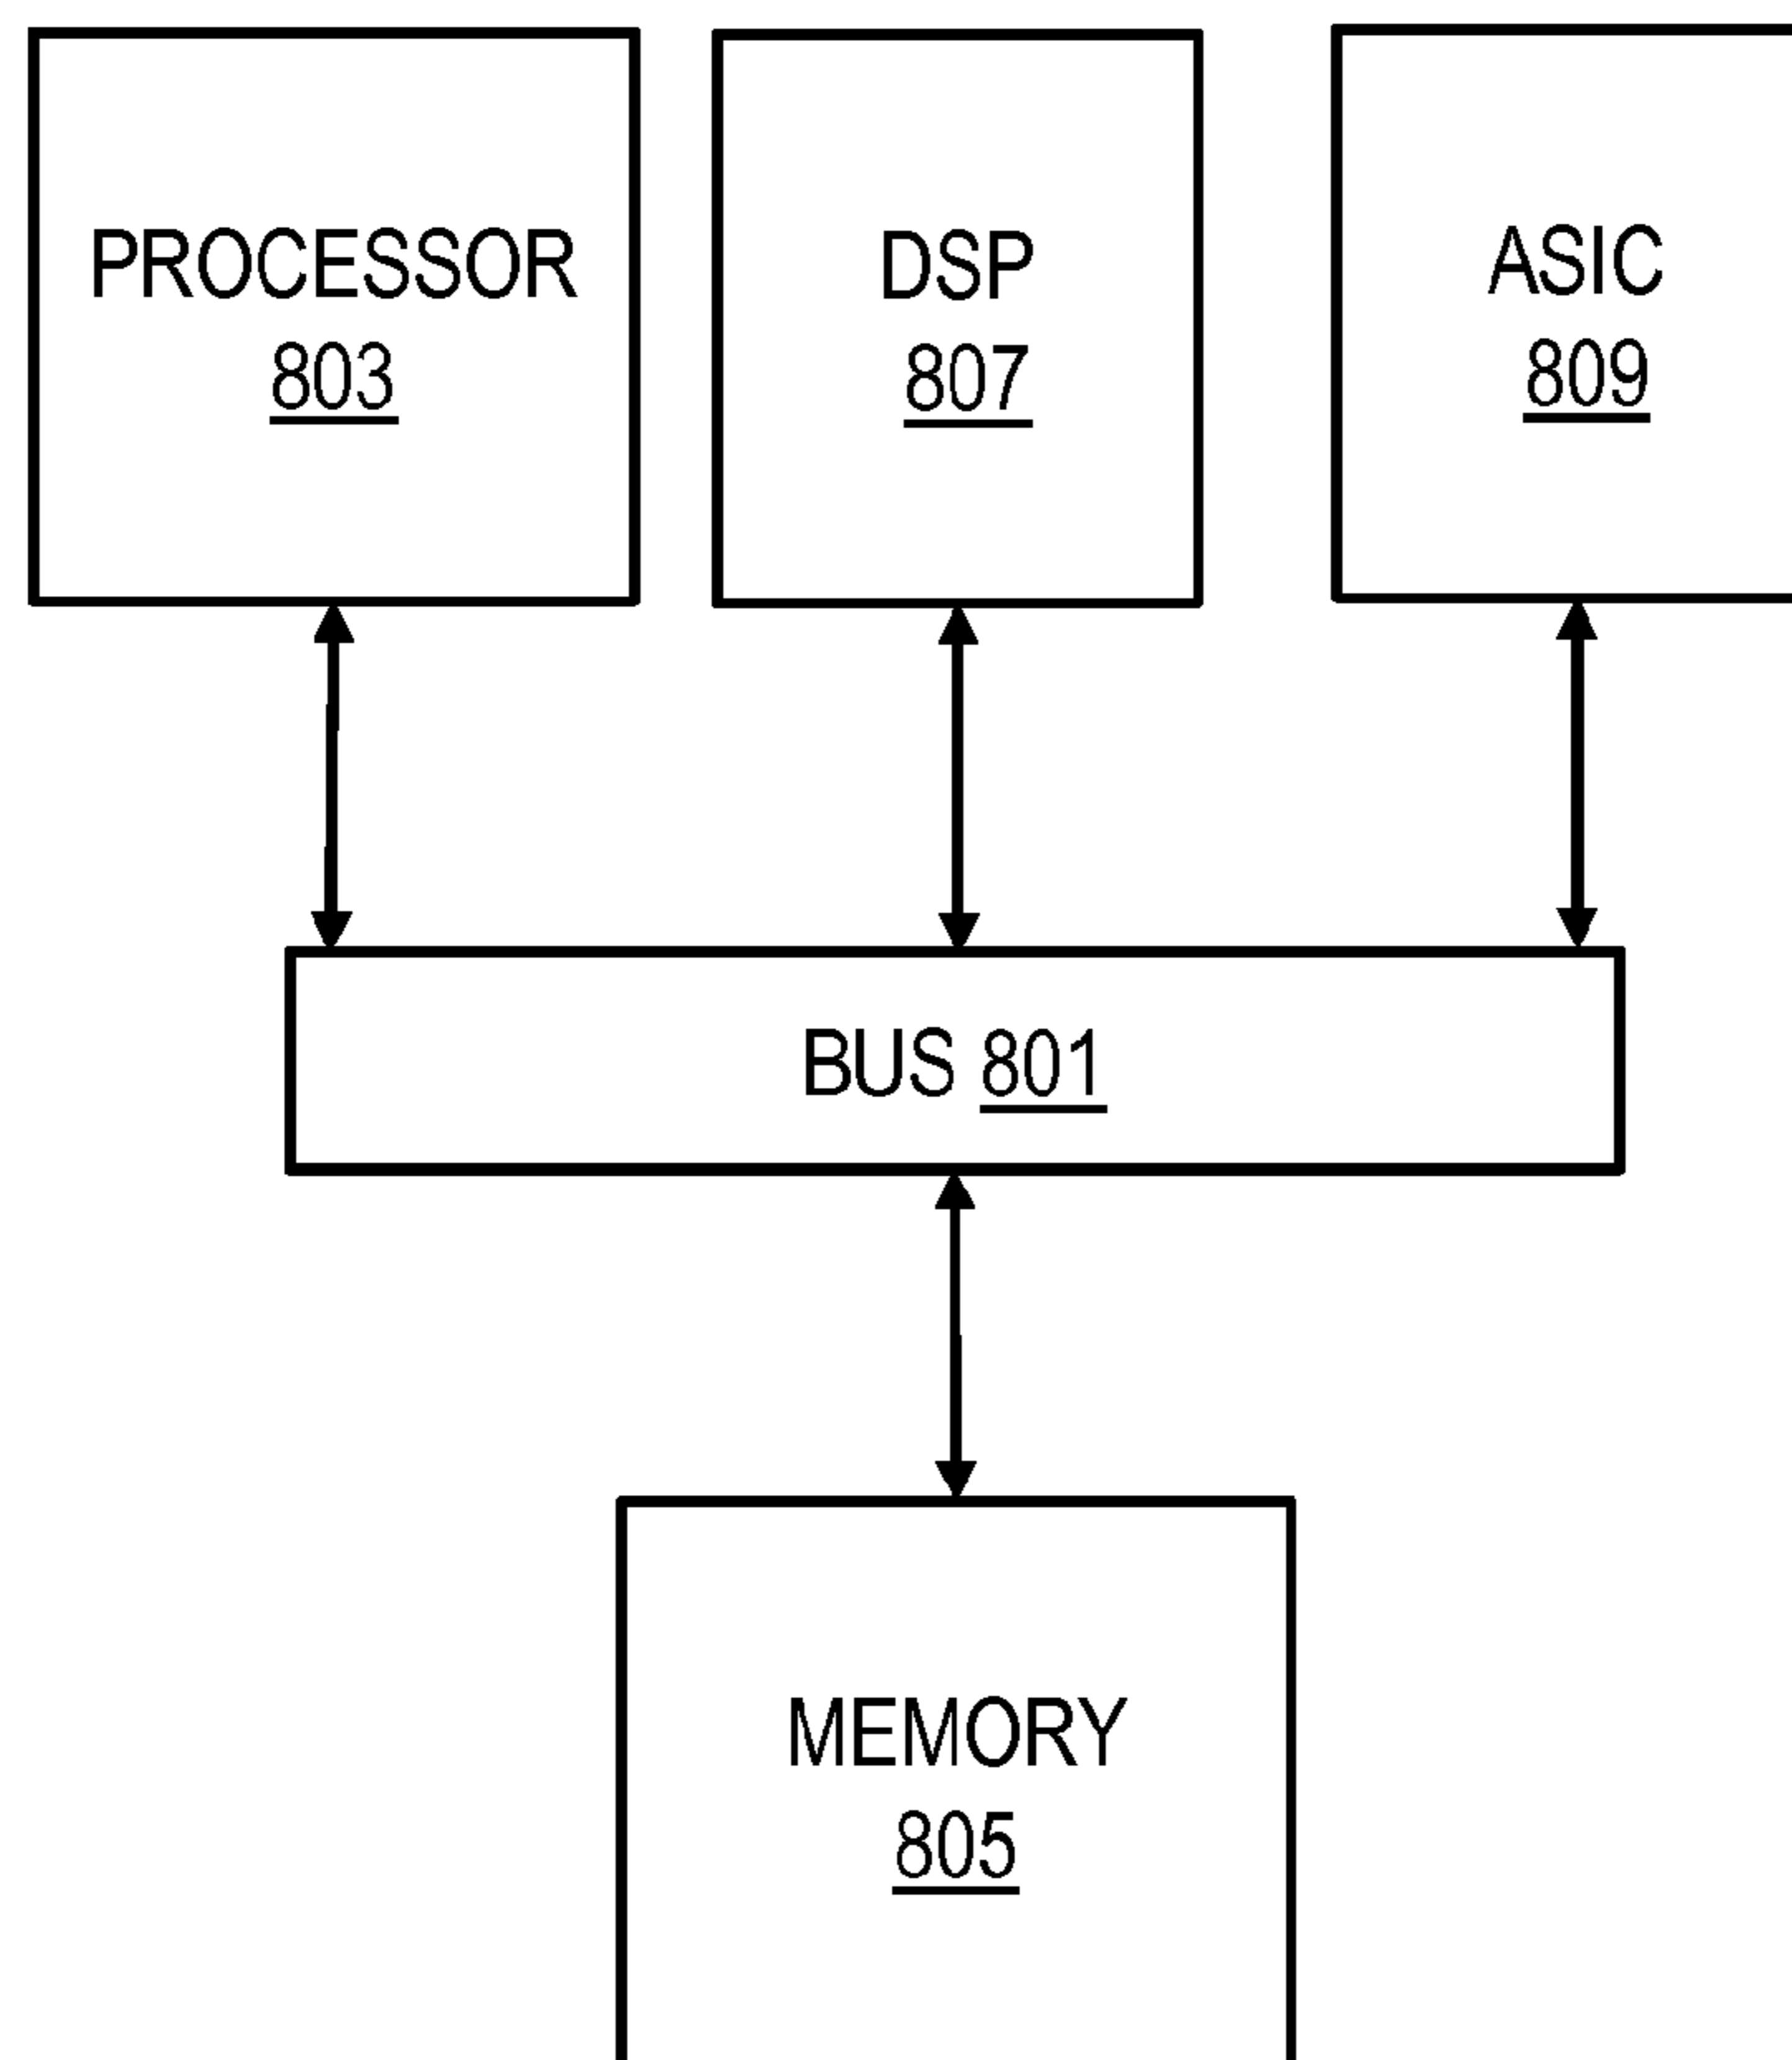 PROCESSOR
803
DSP
807
ASIC
809
BUS 801
MEMORY
805